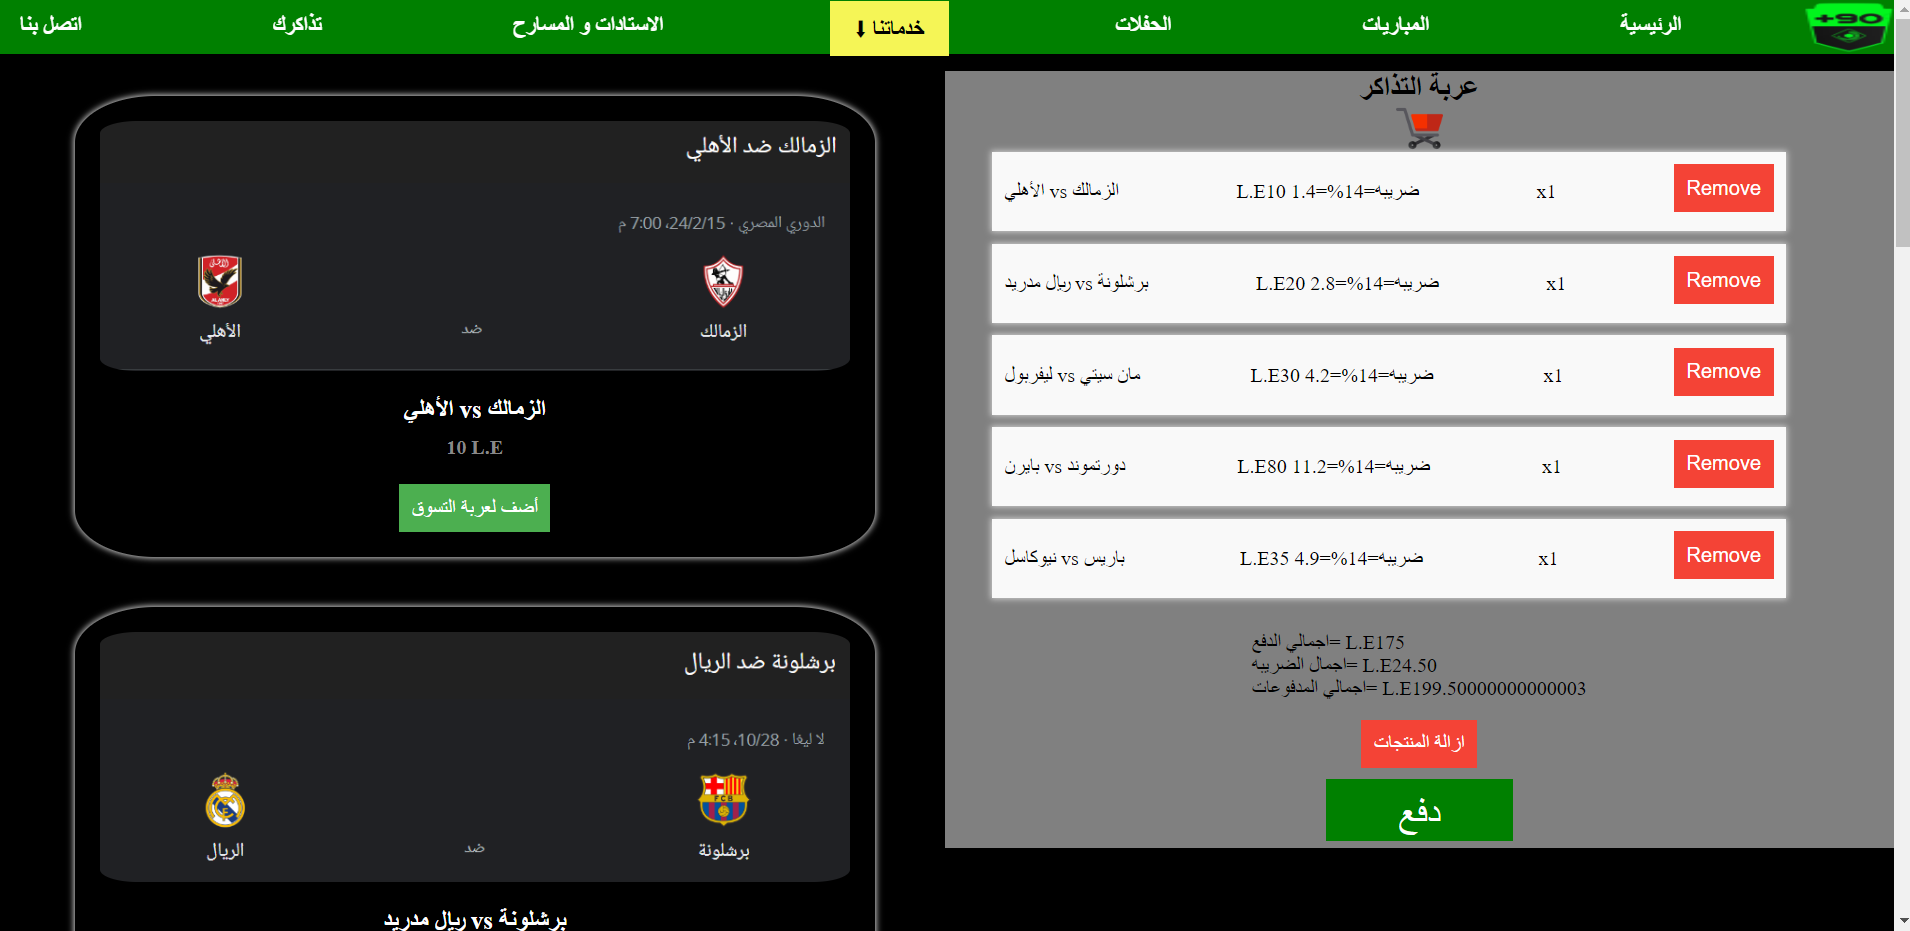 +90
الرئيسية
المباريات
الحفلات
خدماتنا ⬇
الاستادات و المسارح
تذاكرك
اتصل بنا
عربة التذاكر
الزمالك vs الأهلي
L.E10 1.4=%14=ضريبه
x1
Remove
برشلونة vs ريال مدريد
L.E20 2.8=%14=ضريبه
x1
Remove
مان سيتي vs ليفربول
L.E30 4.2=%14=ضريبه
x1
Remove
دورتموند vs بايرن
L.E80 11.2=%14=ضريبه
x1
Remove
باريس vs نيوكاسل
L.E35 4.9=%14=ضريبه
x1
Remove
اجمالي الدفع= L.E175
اجمال الضريبه= L.E24.50
اجمالي المدفوعات= L.E199.50000000000003
ازالة المنتجات
دفع
الزمالك ضد الأهلي
الدوري المصري · 24/2/15، 7:00 م
الزمالك
ضد
الأهلي
الزمالك vs الأهلي
10 L.E
أضف لعربة التسوق
برشلونة ضد الريال
لا ليغا · 10/28، 4:15 م
برشلونة
ضد
الريال
برشلونة vs ريال مدريد